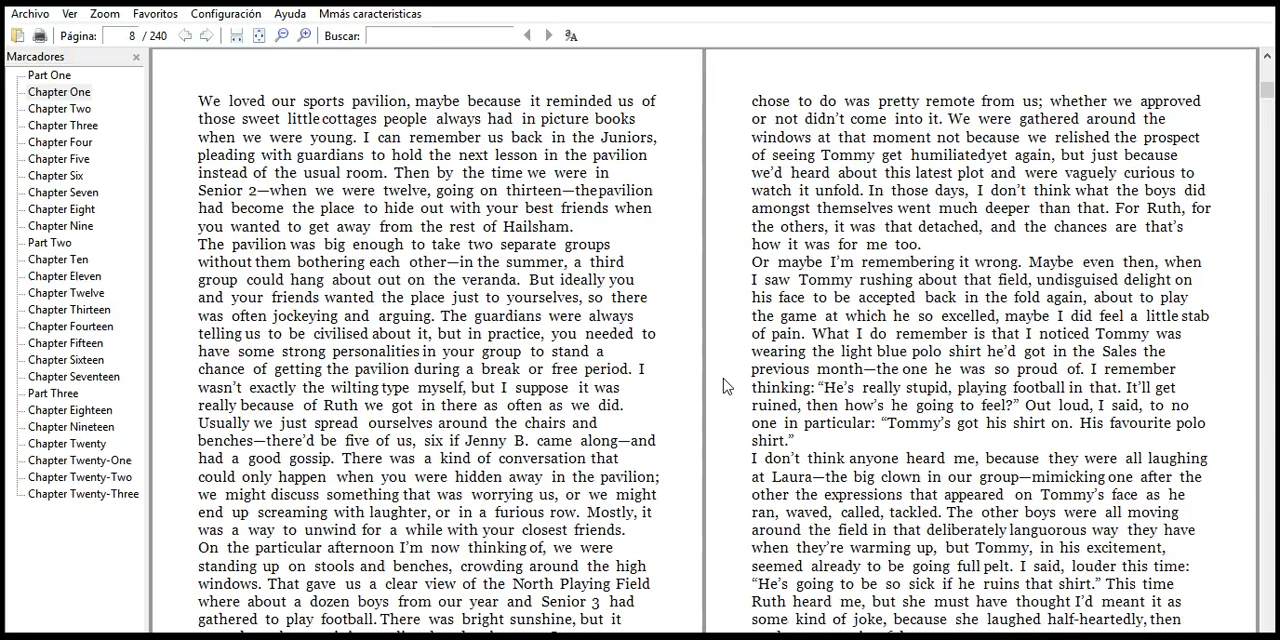 Archivo Ver Zoom Favoritos Configuración Ayuda Mmás caracteristicas
Página: 8 / 240 Buscar:
Marcadores
Part One
Chapter One
Chapter Two
Chapter Three
Chapter Four
Chapter Five
Chapter Six
Chapter Seven
Chapter Eight
Chapter Nine
Part Two
Chapter Ten
Chapter Eleven
Chapter Twelve
Chapter Thirteen
Chapter Fourteen
Chapter Fifteen
Chapter Sixteen
Chapter Seventeen
Part Three
Chapter Eighteen
Chapter Nineteen
Chapter Twenty
Chapter Twenty-One
Chapter Twenty-Two
Chapter Twenty-Three
We loved our sports pavilion, maybe because it reminded us of
those sweet little cottages people always had in picture books
when we were young. I can remember us back in the Juniors,
pleading with guardians to hold the next lesson in the pavilion
instead of the usual room. Then by the time we were in
Senior 2—when we were twelve, going on thirteen—the pavilion
had become the place to hide out with your best friends when
you wanted to get away from the rest of Hailsham.
The pavilion was big enough to take two separate groups
without them bothering each other—in the summer, a third
group could hang about out on the veranda. But ideally you
and your friends wanted the place just to yourselves, so there
was often jockeying and arguing. The guardians were always
telling us to be civilised about it, but in practice, you needed to
have some strong personalities in your group to stand a
chance of getting the pavilion during a break or free period. I
wasn't exactly the wilting type myself, but I suppose it was
really because of Ruth we got in there as often as we did.
Usually we just spread ourselves around the chairs and
benches—there'd be five of us, six if Jenny B. came along—and
had a good gossip. There was a kind of conversation that
could only happen when you were hidden away in the pavilion;
we might discuss something that was worrying us, or we might
end up screaming with laughter, or in a furious row. Mostly, it
was a way to unwind for a while with your closest friends.
On the particular afternoon I'm now thinking of, we were
standing up on stools and benches, crowding around the high
windows. That gave us a clear view of the North Playing Field
where about a dozen boys from our year and Senior 3 had
gathered to play football. There was bright sunshine, but it
chose to do was pretty remote from us; whether we approved
or not didn't come into it. We were gathered around the
windows at that moment not because we relished the prospect
of seeing Tommy get humiliatedyet again, but just because
we'd heard about this latest plot and were vaguely curious to
watch it unfold. In those days, I don't think what the boys did
amongst themselves went much deeper than that. For Ruth, for
the others, it was that detached, and the chances are that's
how it was for me too.
Or maybe I'm remembering it wrong. Maybe even then, when
I saw Tommy rushing about that field, undisguised delight on
his face to be accepted back in the fold again, about to play
the game at which he so excelled, maybe I did feel a little stab
of pain. What I do remember is that I noticed Tommy was
wearing the light blue polo shirt he'd got in the Sales the
previous month—the one he was so proud of. I remember
thinking: “He's really stupid, playing football in that. It'll get
ruined, then how's he going to feel?” Out loud, I said, to no
one in particular: “Tommy's got his shirt on. His favourite polo
shirt.”
I don't think anyone heard me, because they were all laughing
at Laura—the big clown in our group—mimicking one after the
other the expressions that appeared on Tommy's face as he
ran, waved, called, tackled. The other boys were all moving
around the field in that deliberately languorous way they have
when they're warming up, but Tommy, in his excitement,
seemed already to be going full pelt. I said, louder this time:
“He's going to be so sick if he ruins that shirt.” This time
Ruth heard me, but she must have thought I'd meant it as
some kind of joke, because she laughed half-heartedly, then